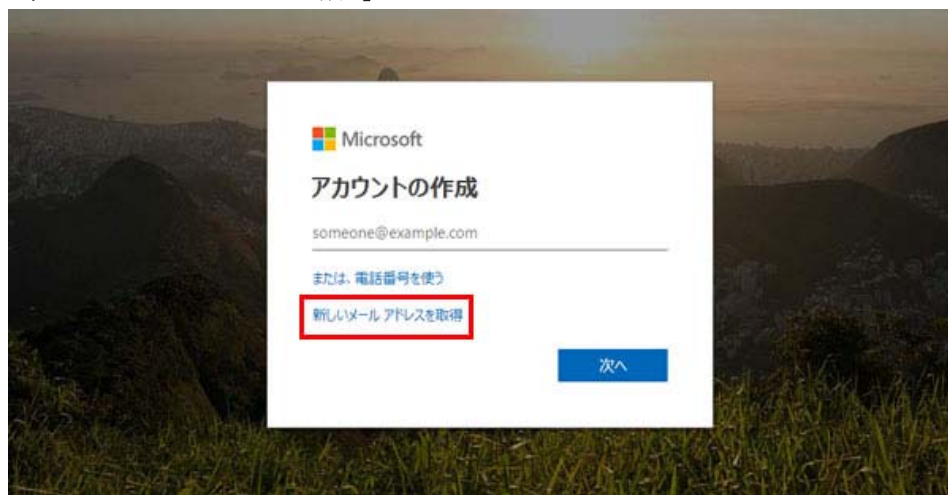 Microsoft
アカウントの作成
someone@example.com
または、電話番号を使う
新しいメール アドレスを取得
次へ